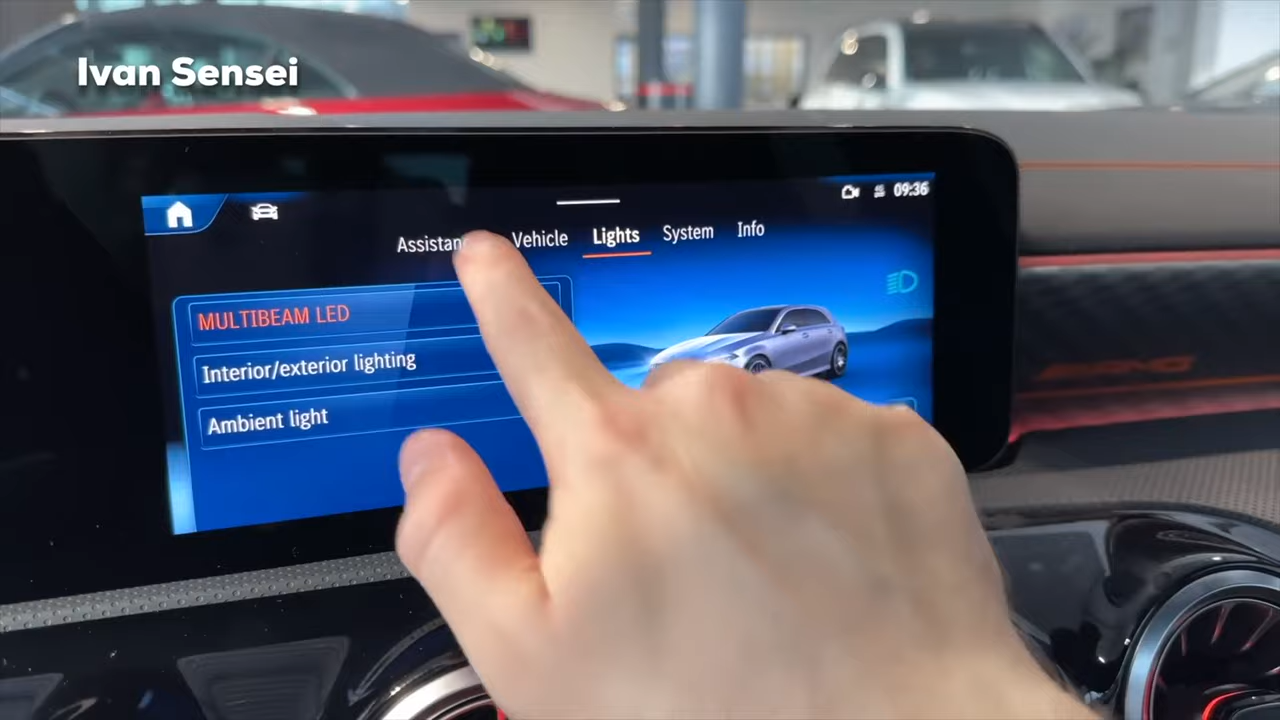 Ivan Sensei
09:36
Vehicle Lights System Info
MULTIBEAM LED
Interior/exterior lighting
Ambient light